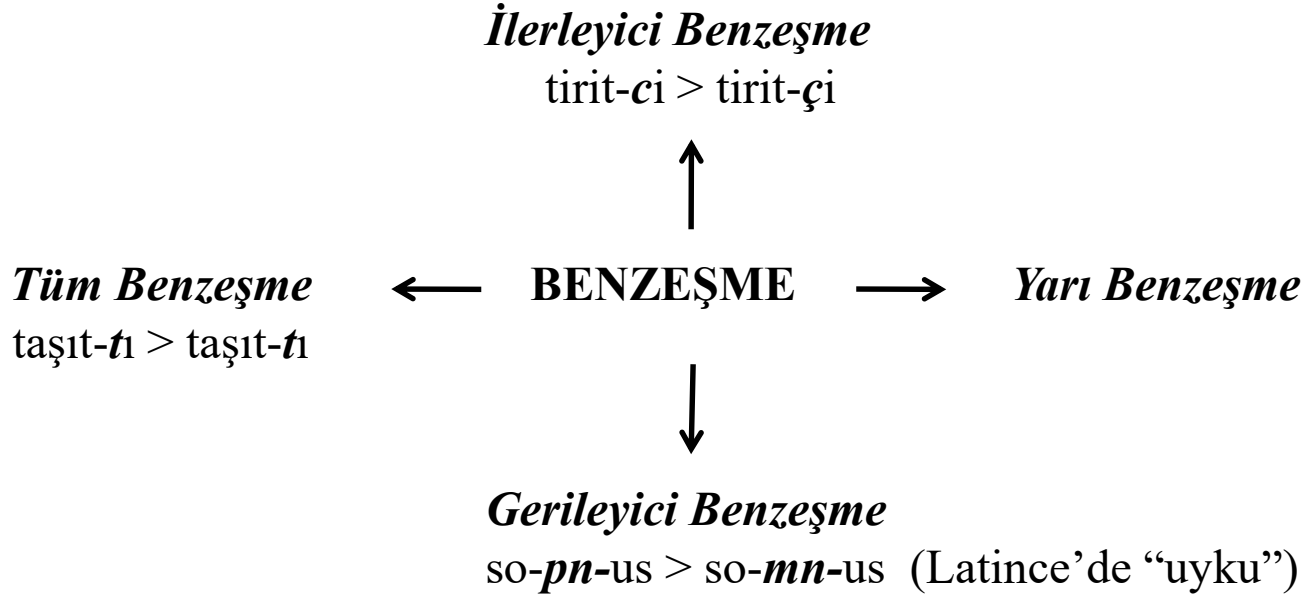 İlerleyici Benzeşme
tirit-ci > tirit-çi
Tüm Benzeşme
taşıt-tı > taşıt-tı
BENZEŞME
Yarı Benzeşme
Gerileyici Benzeşme
so-pn-us > so-mn-us (Latince’de “uyku”)